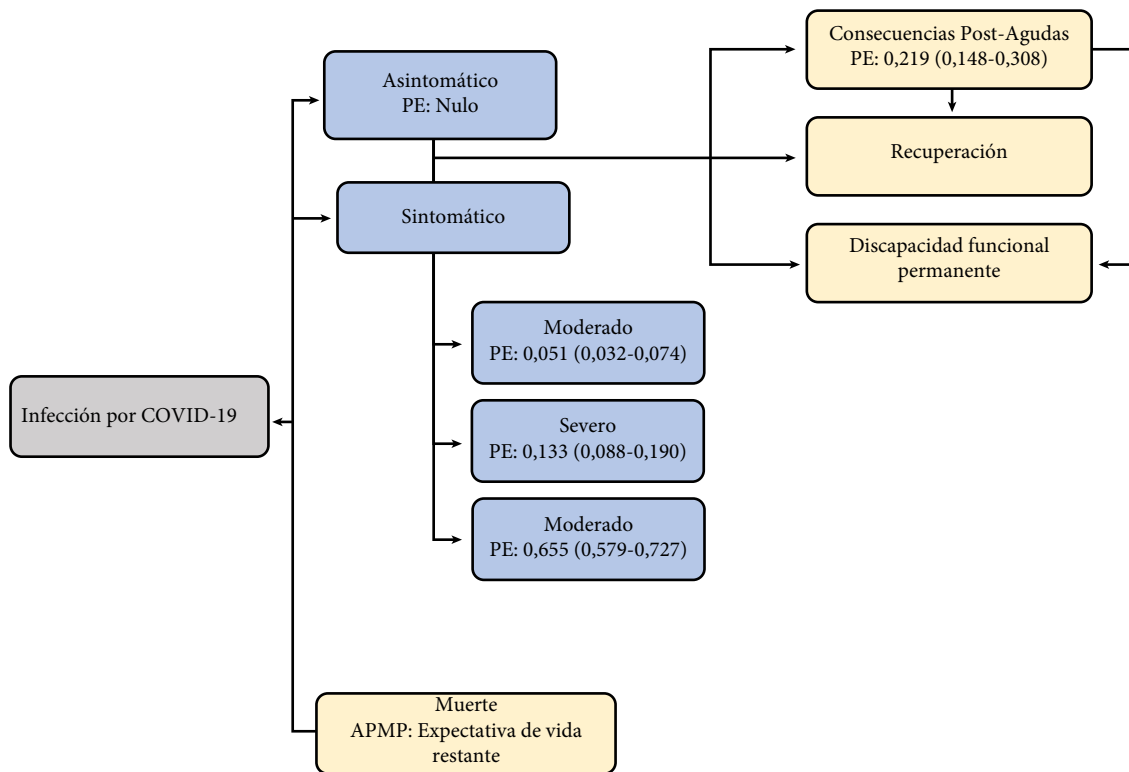 Consecuencias Post-Agudas
PE: 0,219 (0,148-0,308)
Asintomático
PE: Nulo
Recuperación
Sintomático
Discapacidad funcional
permanente
Moderado
PE: 0,051 (0,032-0,074)
Infección por COVID-19
Severo
PE: 0,133 (0,088-0,190)
Moderado
PE: 0,655 (0,579-0,727)
Muerte
APMP: Expectativa de vida
restante